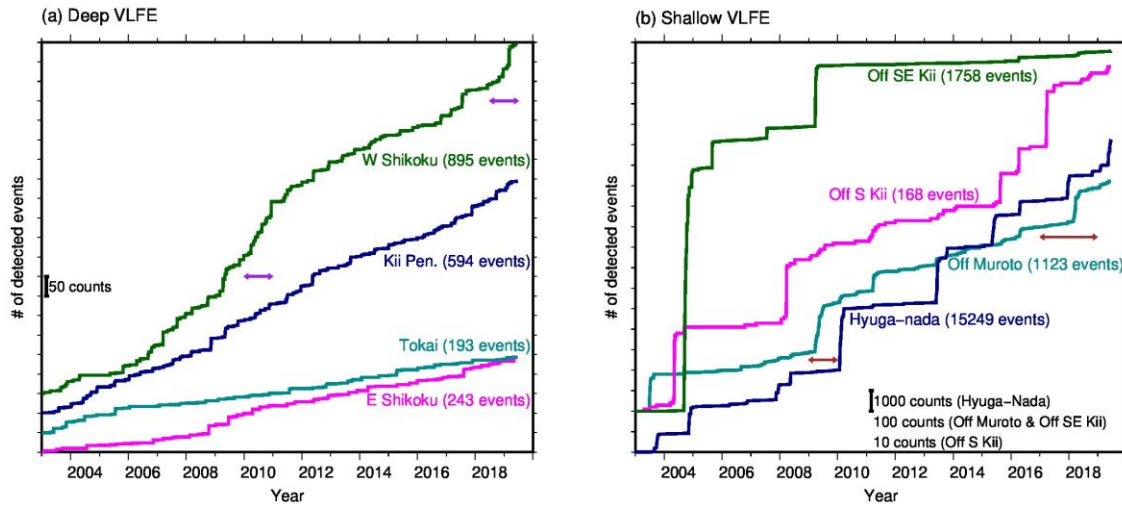 (a) Deep VLFE
# of detected events
50 counts
W Shikoku (895 events)
Kii Pen. (594 events)
Tokai (193 events)
E Shikoku (243 events)
2004 2006 2008 2010 2012 2014 2016 2018
Year
(b) Shallow VLFE
# of detected events
Off SE Kii (1758 events)
Off S Kii (168 events)
Off Muroto (1123 events)
Hyuga-nada (15249 events)
1000 counts (Hyuga-Nada)
100 counts (Off Muroto & Off SE Kii)
10 counts (Off S Kii)
2004 2006 2008 2010 2012 2014 2016 2018
Year